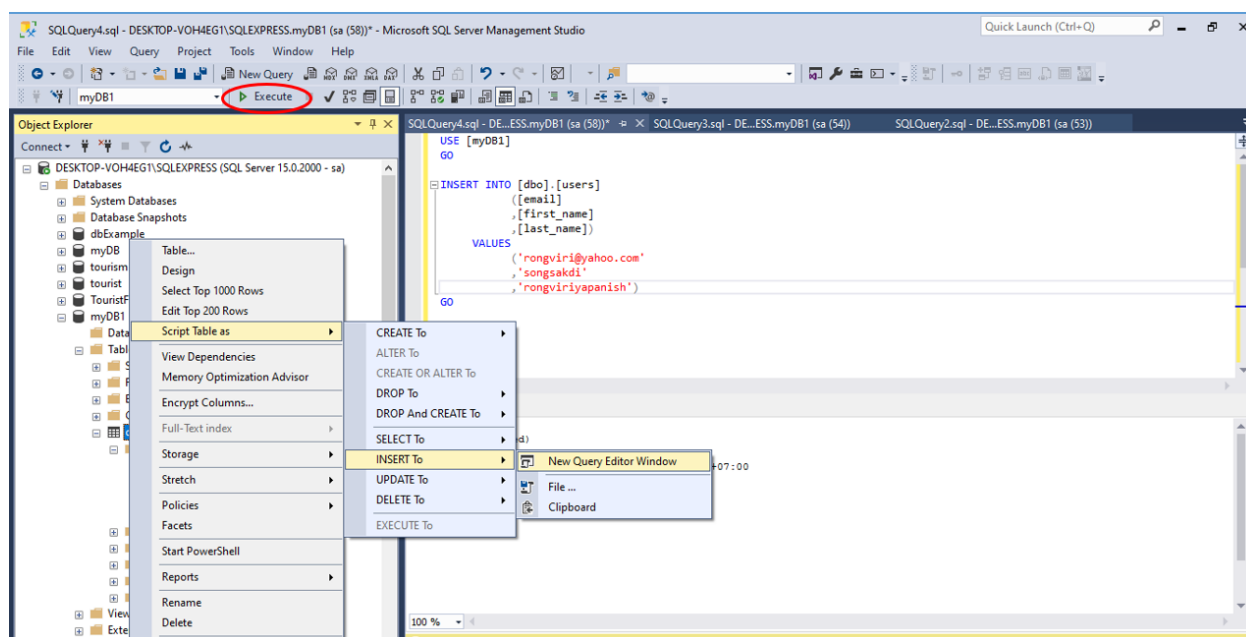 SQLQuery4.sql - DESKTOP-VOH4EG1\SQLEXPRESS.myDB1 (sa (58))* - Microsoft SQL Server Management Studio
Quick Launch (Ctrl+Q)
File Edit View Query Project Tools Window Help
New Query
MDX DMX XMLA DAX
myDB1
Execute
Object Explorer
SQLQuery4.sql - DE...ESS.myDB1 (sa (58))*
SQLQuery3.sql - DE...ESS.myDB1 (sa (54))
SQLQuery2.sql - DE...ESS.myDB1 (sa (53))
Connect
DESKTOP-VOH4EG1\SQLEXPRESS (SQL Server 15.0.2000 - sa)
Databases
System Databases
Database Snapshots
dbExample
myDB
tourism
tourist
TouristF
myDB1
Data
Tabl
View
Exte
Table...
Design
Select Top 1000 Rows
Edit Top 200 Rows
Script Table as
View Dependencies
Memory Optimization Advisor
Encrypt Columns...
Full-Text index
Storage
Stretch
Policies
Facets
Start PowerShell
Reports
Rename
Delete
CREATE To
ALTER To
CREATE OR ALTER To
DROP To
DROP And CREATE To
SELECT To
INSERT To
UPDATE To
DELETE To
EXECUTE To
New Query Editor Window
File ...
Clipboard
USE [myDB1]
GO
INSERT INTO [dbo].[users]
([email]
,[first_name]
,[last_name])
VALUES
('rongviri@yahoo.com'
,'songsakdi'
,'rongviriyapanish')
GO
+07:00
100 %